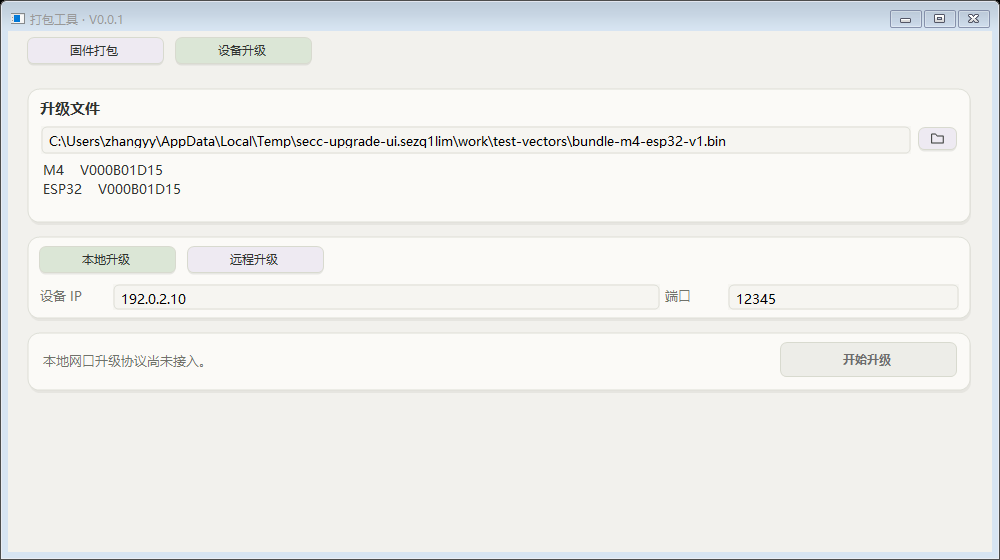 打包工具 · V0.0.1
固件打包 设备升级
升级文件
C:\Users\zhangyy\AppData\Local\Temp\secc-upgrade-ui.sezq1lim\work\test-vectors\bundle-m4-esp32-v1.bin
M4 V000B01D15
ESP32 V000B01D15
本地升级 远程升级
设备 IP 192.0.2.10 端口 12345
本地网口升级协议尚未接入。 开始升级